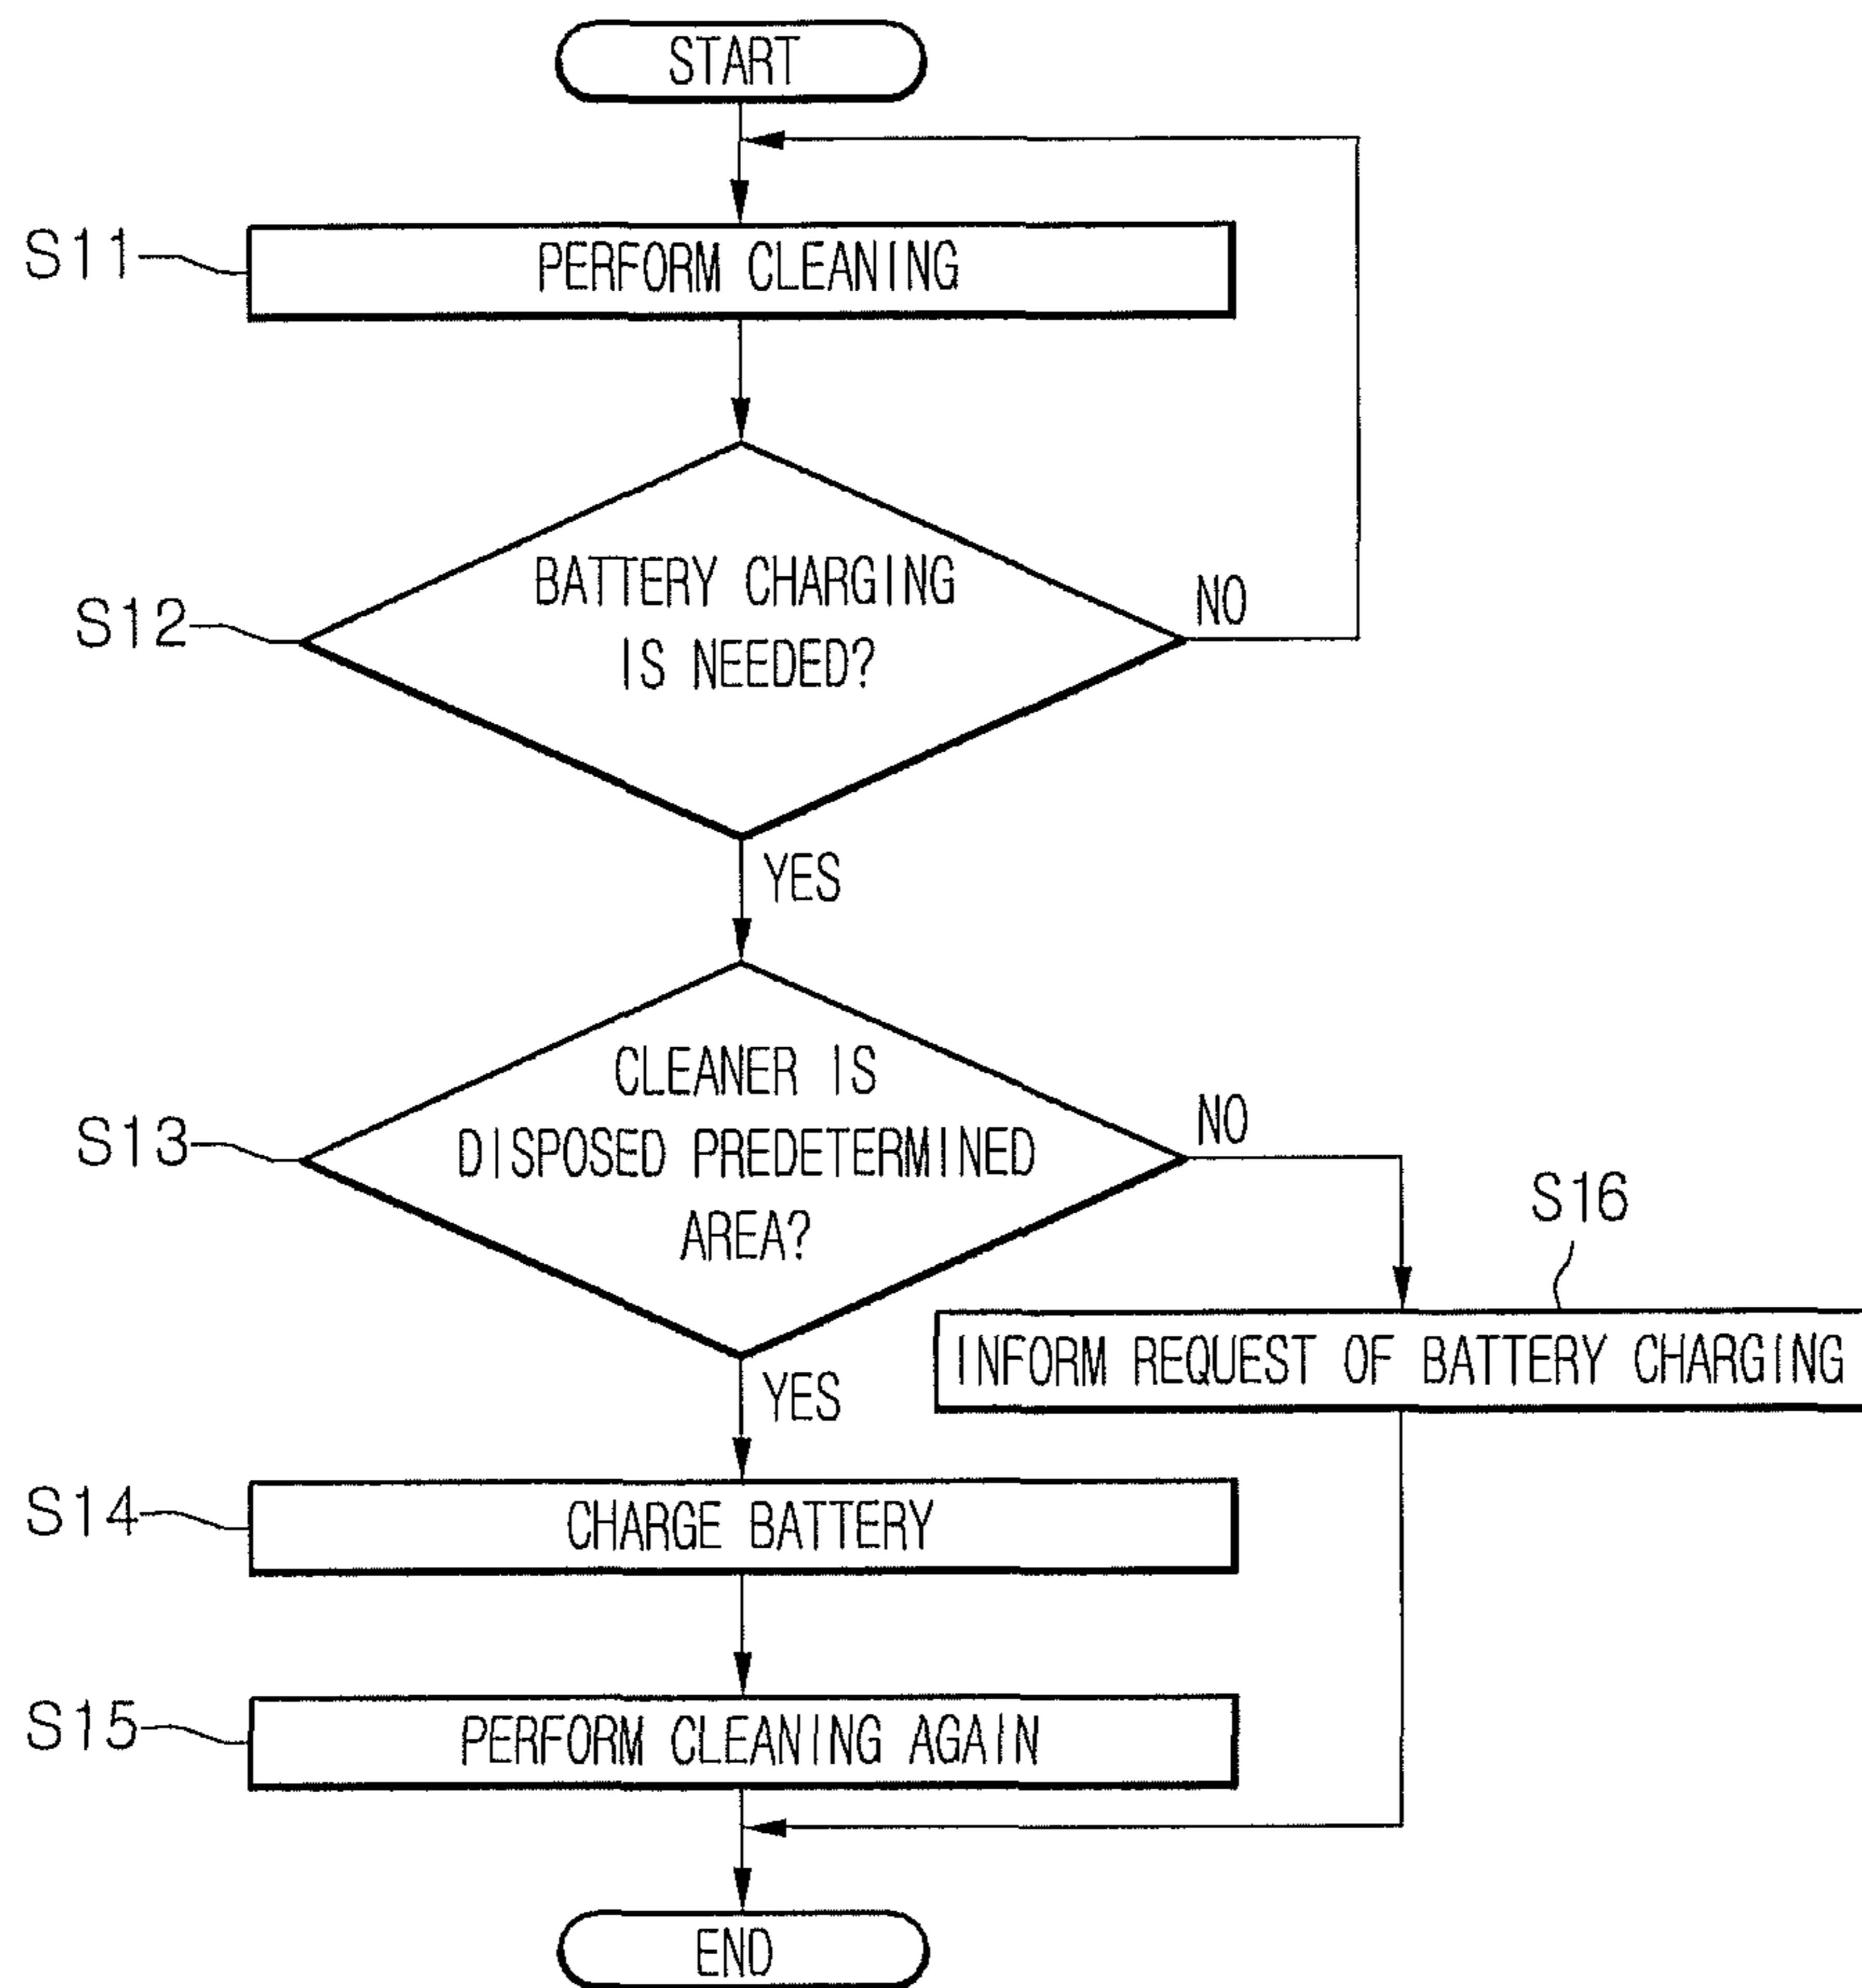 START
S11
PERFORM CLEANING
S12
BATTERY CHARGING
IS NEEDED?
NO
YES
S13
CLEANER IS
DISPOSED PREDETERMINED
AREA?
NO
S16
INFORM REQUEST OF BATTERY CHARGING
YES
S14
CHARGE BATTERY
S15
PERFORM CLEANING AGAIN
END